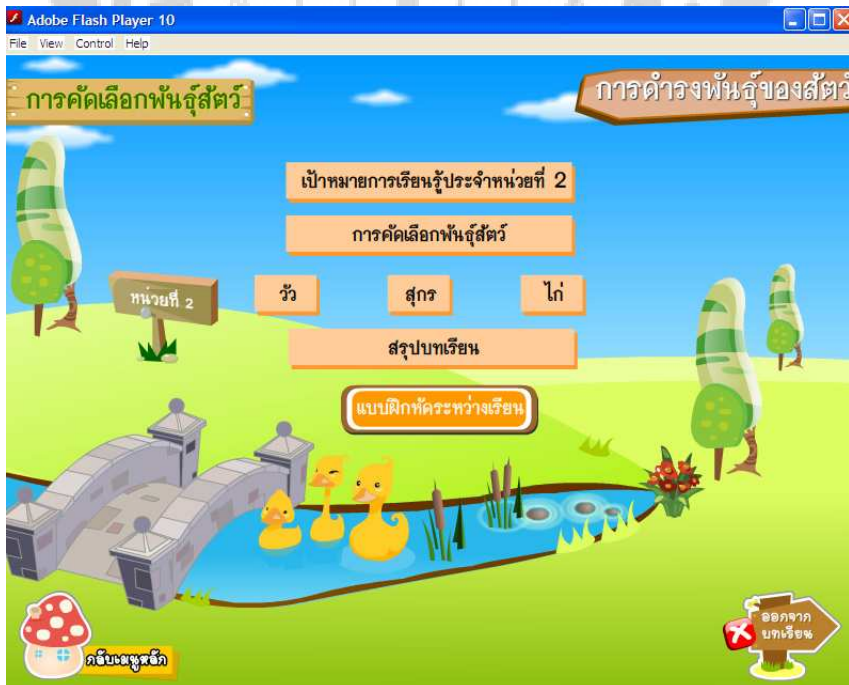 Adobe Flash Player 10
File View Control Help
การคัดเลือกพันธุ์สัตว์
การดำรงพันธุ์ของสัตว์
เป้าหมายการเรียนรู้ประจำหน่วยที่ 2
การคัดเลือกพันธุ์สัตว์
หน่วยที่ 2
วัว สุกร ไก่
สรุปบทเรียน
แบบฝึกทัดระหว่างเรียน
กลับเมนูหลัก
ออกจาก
บทเรียน